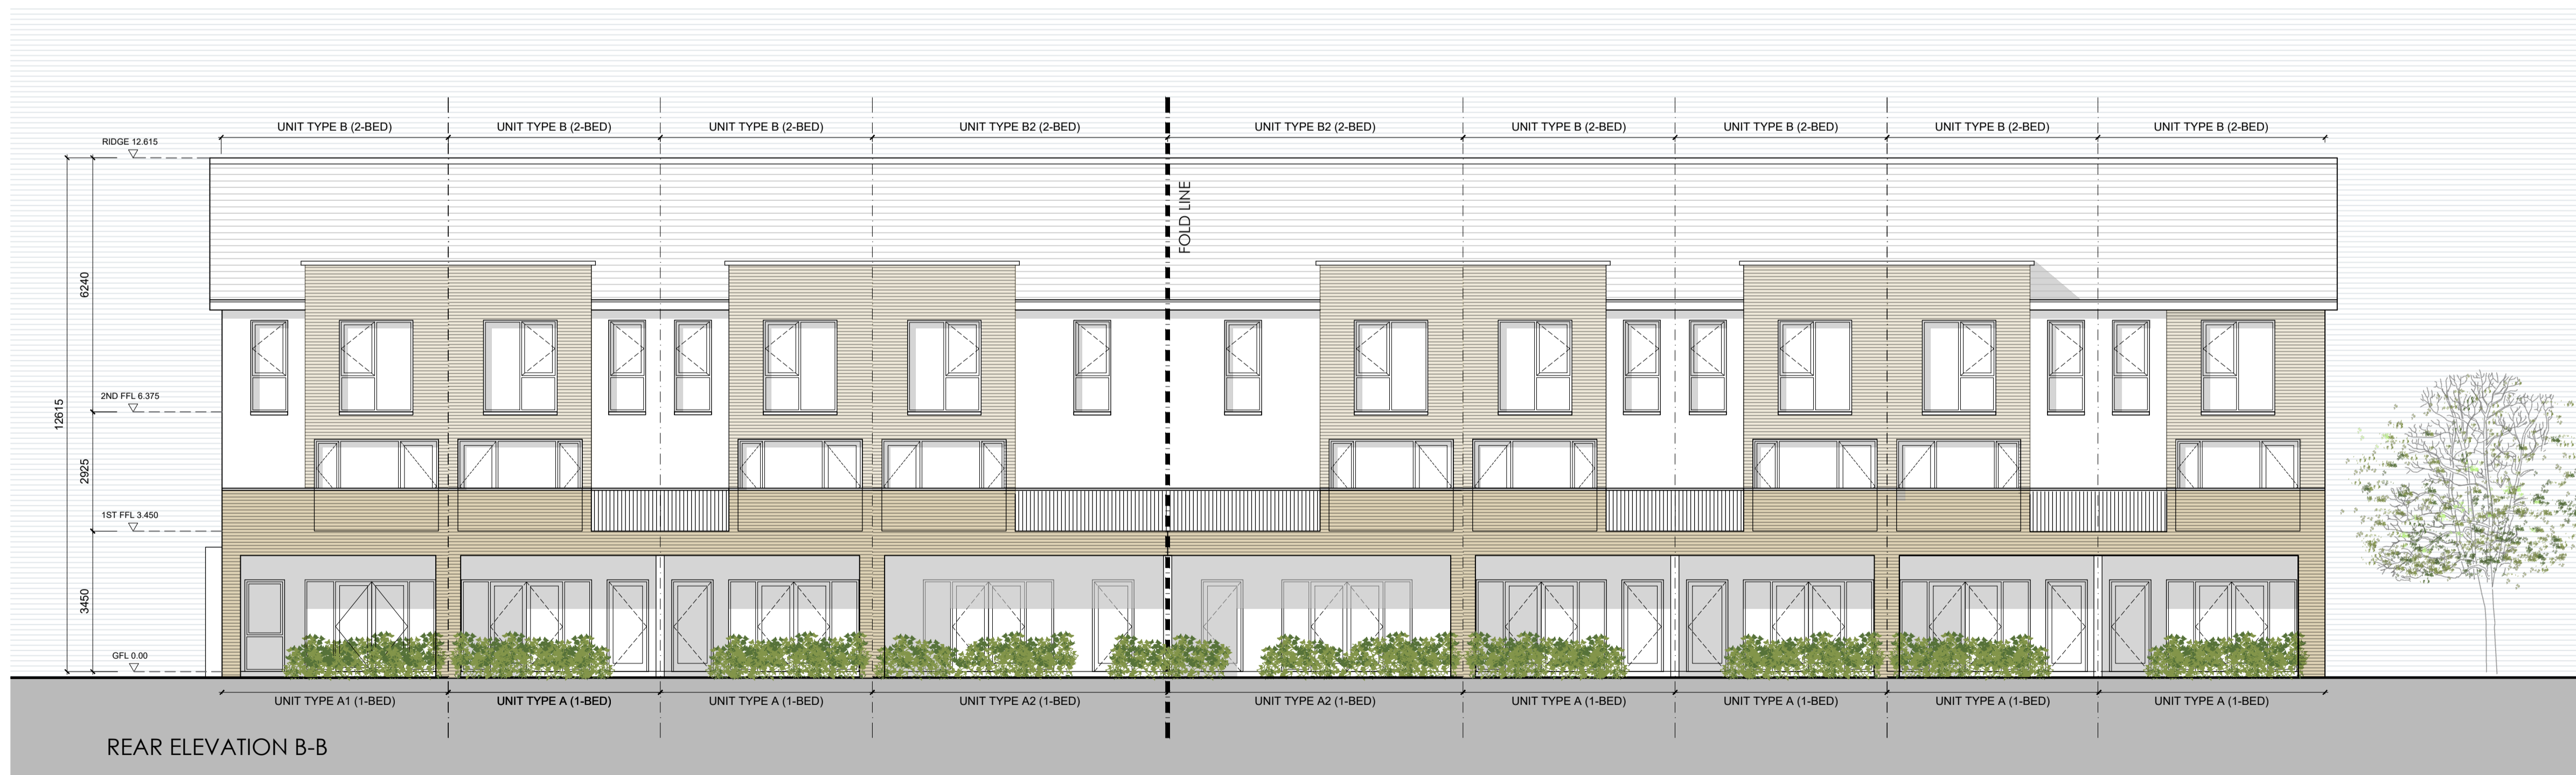 UNIT TYPE B (2-BED)
UNIT TYPE B (2-BED)
UNIT TYPE B (2-BED)
UNIT TYPE B2 (2-BED)
UNIT TYPE B2 (2-BED)
UNIT TYPE B (2-BED)
UNIT TYPE B (2-BED)
UNIT TYPE B (2-BED)
UNIT TYPE B (2-BED)
RIDGE 12.615
FOLD LINE
6240
2ND FFL 6.375
12615
2925
1ST FFL 3.450
3450
GFL 0.00
UNIT TYPE A1 (1-BED)
UNIT TYPE A (1-BED)
UNIT TYPE A (1-BED)
UNIT TYPE A2 (1-BED)
UNIT TYPE A2 (1-BED)
UNIT TYPE A (1-BED)
UNIT TYPE A (1-BED)
UNIT TYPE A (1-BED)
UNIT TYPE A (1-BED)
REAR ELEVATION B-B